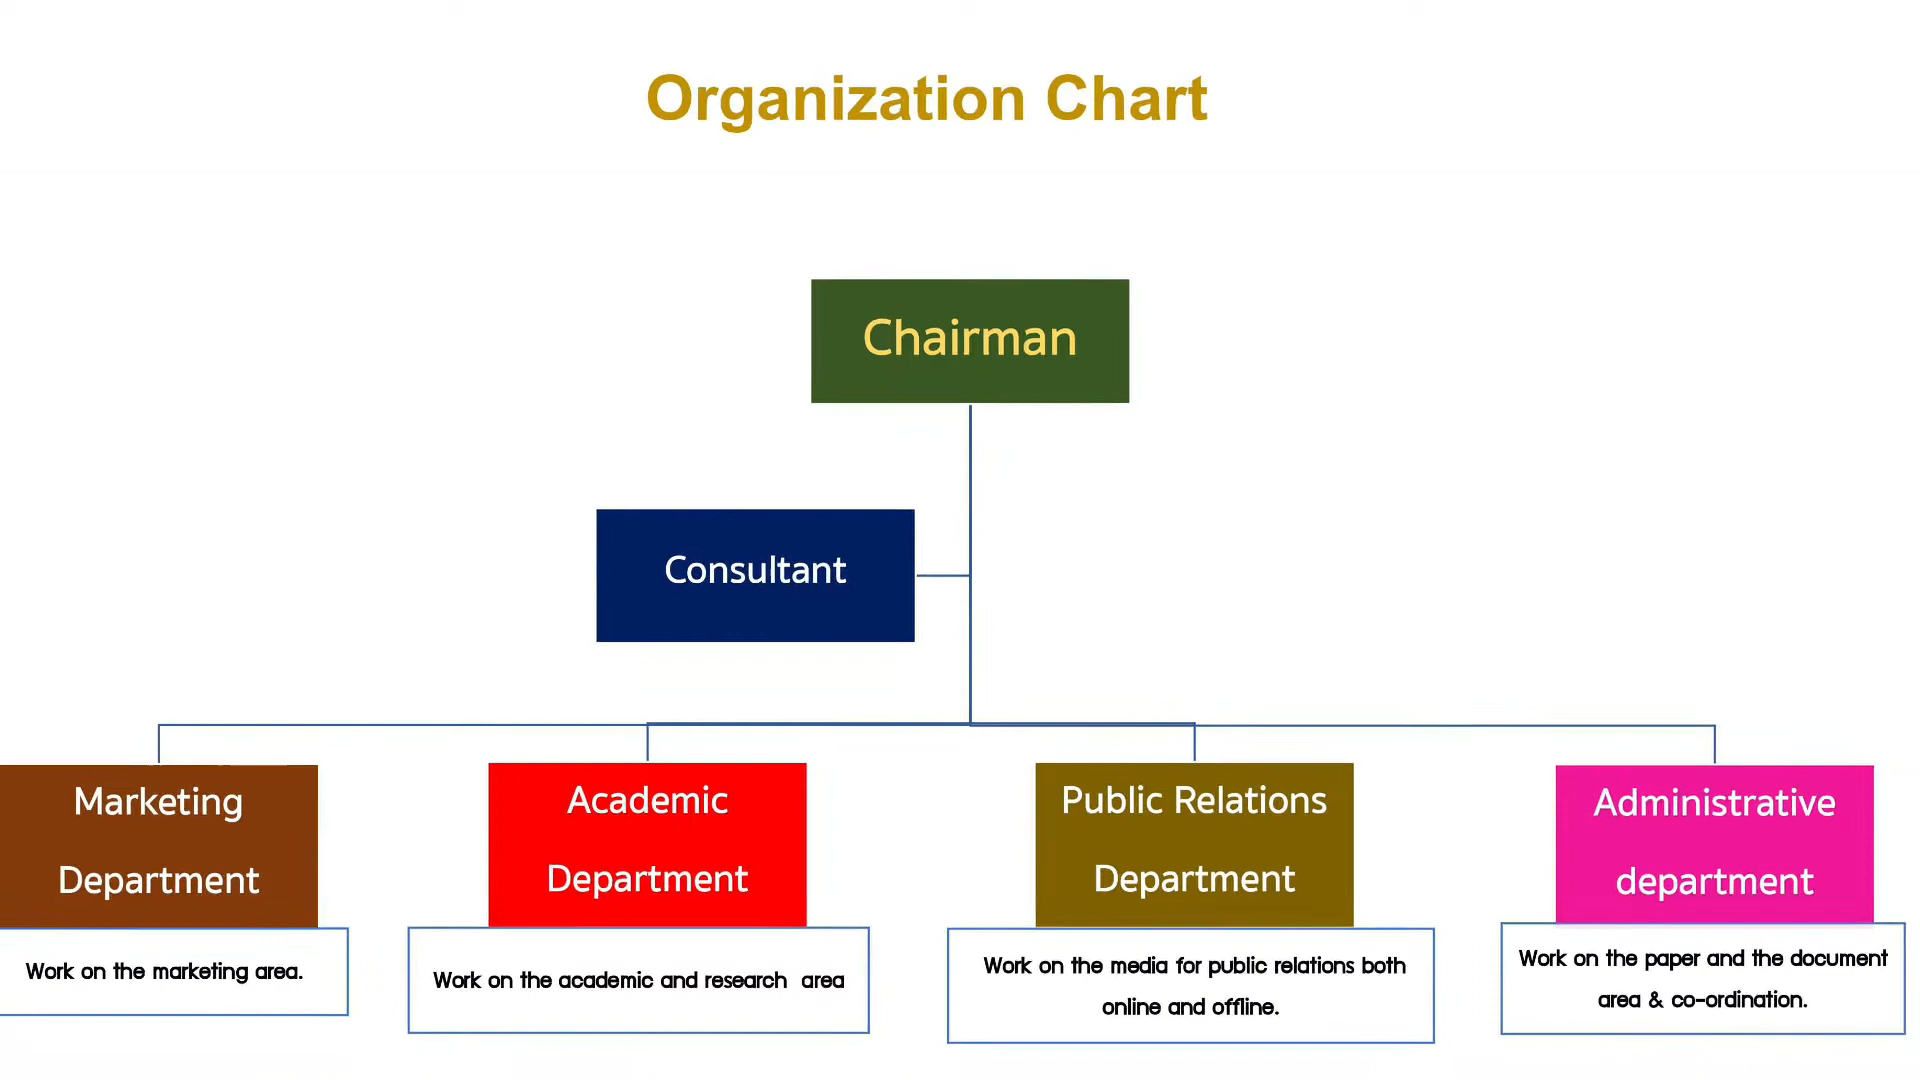 Organization Chart
Chairman
Consultant
Marketing
Department
Work on the marketing area.
Academic
Department
Work on the academic and research area
Public Relations
Department
Work on the media for public relations both
online and offline.
Administrative
department
Work on the paper and the document
area & co-ordination.